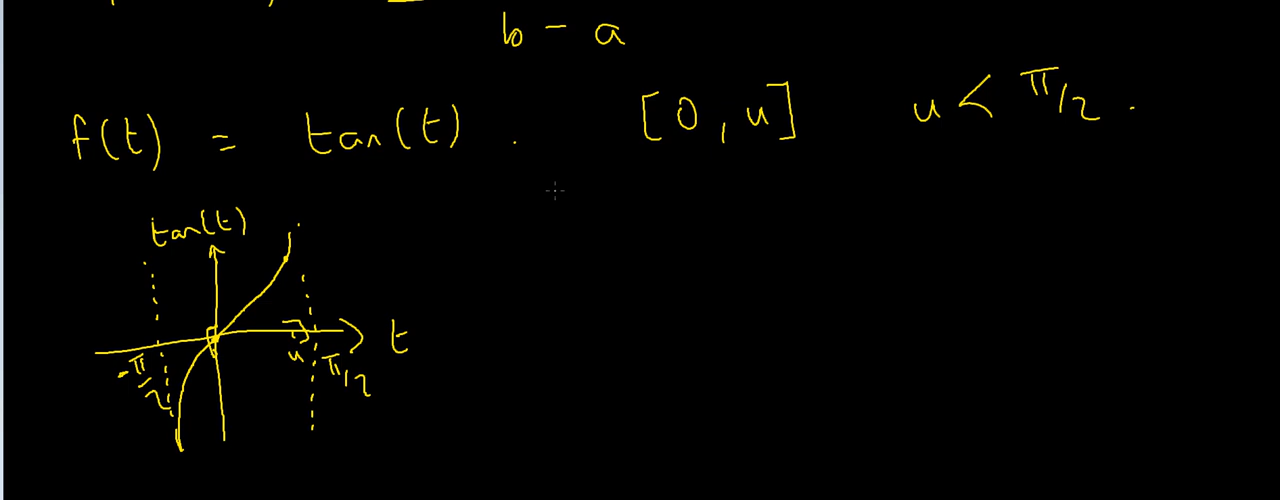 b - a
f(t) = tan(t) . [0, u] u < π/2 .
tan(t)
t
-π/2 u π/2